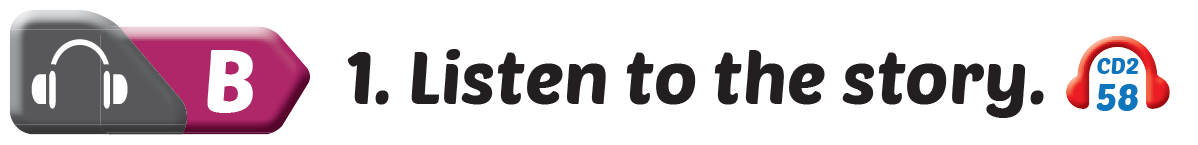 B 1. Listen to the story. CD2
58